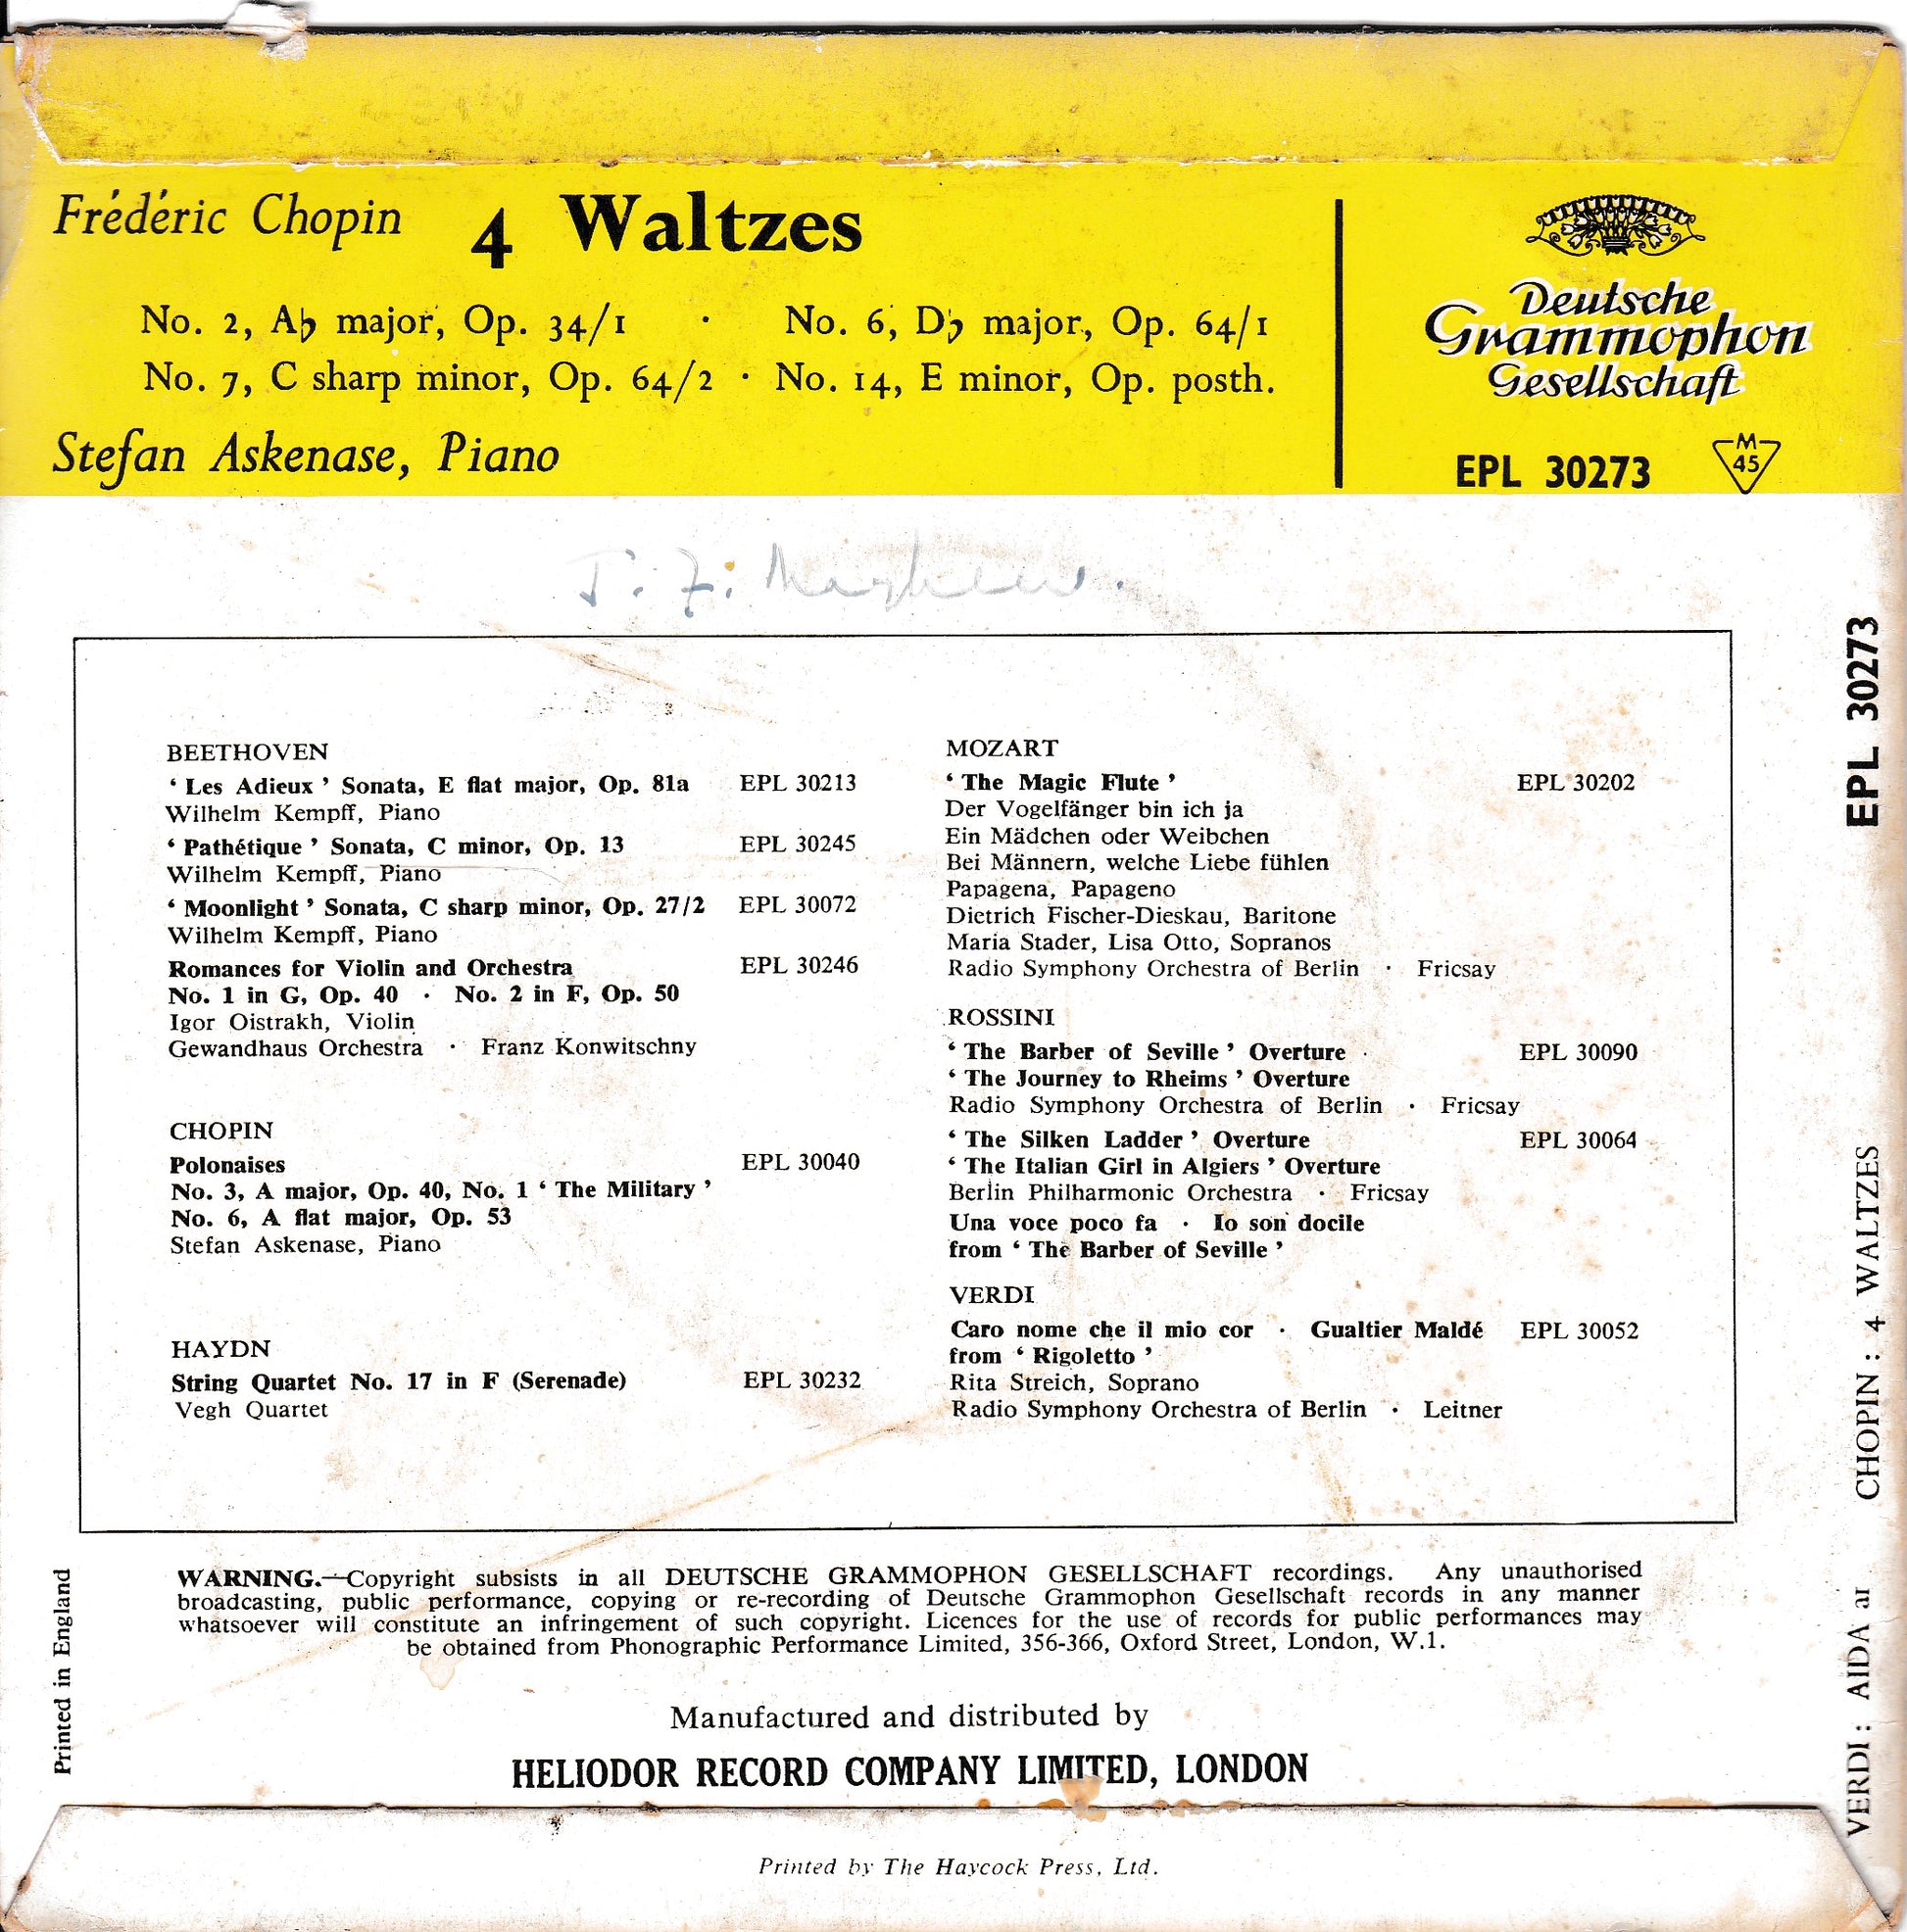 Frédéric Chopin 4 Waltzes
No. 2, A♭ major, Op. 34/1 · No. 6, D♭ major, Op. 64/1
No. 7, C sharp minor, Op. 64/2 · No. 14, E minor, Op. posth.
Stefan Askenase, Piano
Deutsche
Grammophon
Gesellschaft
EPL 30273
M
45
BEETHOVEN
‘ Les Adieux ’ Sonata, E flat major, Op. 81a EPL 30213
Wilhelm Kempff, Piano
‘ Pathétique ’ Sonata, C minor, Op. 13 EPL 30245
Wilhelm Kempff, Piano
‘ Moonlight ’ Sonata, C sharp minor, Op. 27/2 EPL 30072
Wilhelm Kempff, Piano
Romances for Violin and Orchestra EPL 30246
No. 1 in G, Op. 40 · No. 2 in F, Op. 50
Igor Oistrakh, Violin
Gewandhaus Orchestra · Franz Konwitschny
CHOPIN
Polonaises EPL 30040
No. 3, A major, Op. 40, No. 1 ‘ The Military ’
No. 6, A flat major, Op. 53
Stefan Askenase, Piano
HAYDN
String Quartet No. 17 in F (Serenade) EPL 30232
Vegh Quartet
MOZART
‘ The Magic Flute ’ EPL 30202
Der Vogelfänger bin ich ja
Ein Mädchen oder Weibchen
Bei Männern, welche Liebe fühlen
Papagena, Papageno
Dietrich Fischer-Dieskau, Baritone
Maria Stader, Lisa Otto, Sopranos
Radio Symphony Orchestra of Berlin · Fricsay
ROSSINI
‘ The Barber of Seville ’ Overture EPL 30090
‘ The Journey to Rheims ’ Overture
Radio Symphony Orchestra of Berlin · Fricsay
‘ The Silken Ladder ’ Overture EPL 30064
‘ The Italian Girl in Algiers ’ Overture
Berlin Philharmonic Orchestra · Fricsay
Una voce poco fa · Io son docile
from ‘ The Barber of Seville ’
VERDI
Caro nome che il mio cor · Gualtier Maldé EPL 30052
from ‘ Rigoletto ’
Rita Streich, Soprano
Radio Symphony Orchestra of Berlin · Leitner
WARNING.—Copyright subsists in all DEUTSCHE GRAMMOPHON GESELLSCHAFT recordings. Any unauthorised
broadcasting, public performance, copying or re-recording of Deutsche Grammophon Gesellschaft records in any manner
whatsoever will constitute an infringement of such copyright. Licences for the use of records for public performances may
be obtained from Phonographic Performance Limited, 356-366, Oxford Street, London, W.1.
Manufactured and distributed by
HELIODOR RECORD COMPANY LIMITED, LONDON
Printed by The Haycock Press, Ltd.
Printed in England
EPL 30273
CHOPIN : 4 WALTZES
VERDI : AIDA